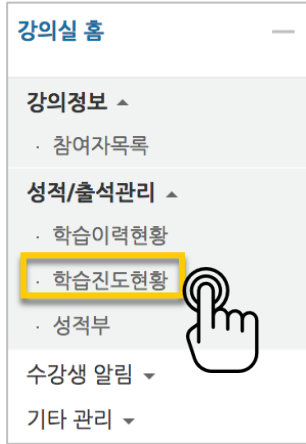 강의실 홈
강의정보
· 참여자목록
성적/출석관리
· 학습이력현황
· 학습진도현황
· 성적부
수강생 알림
기타 관리